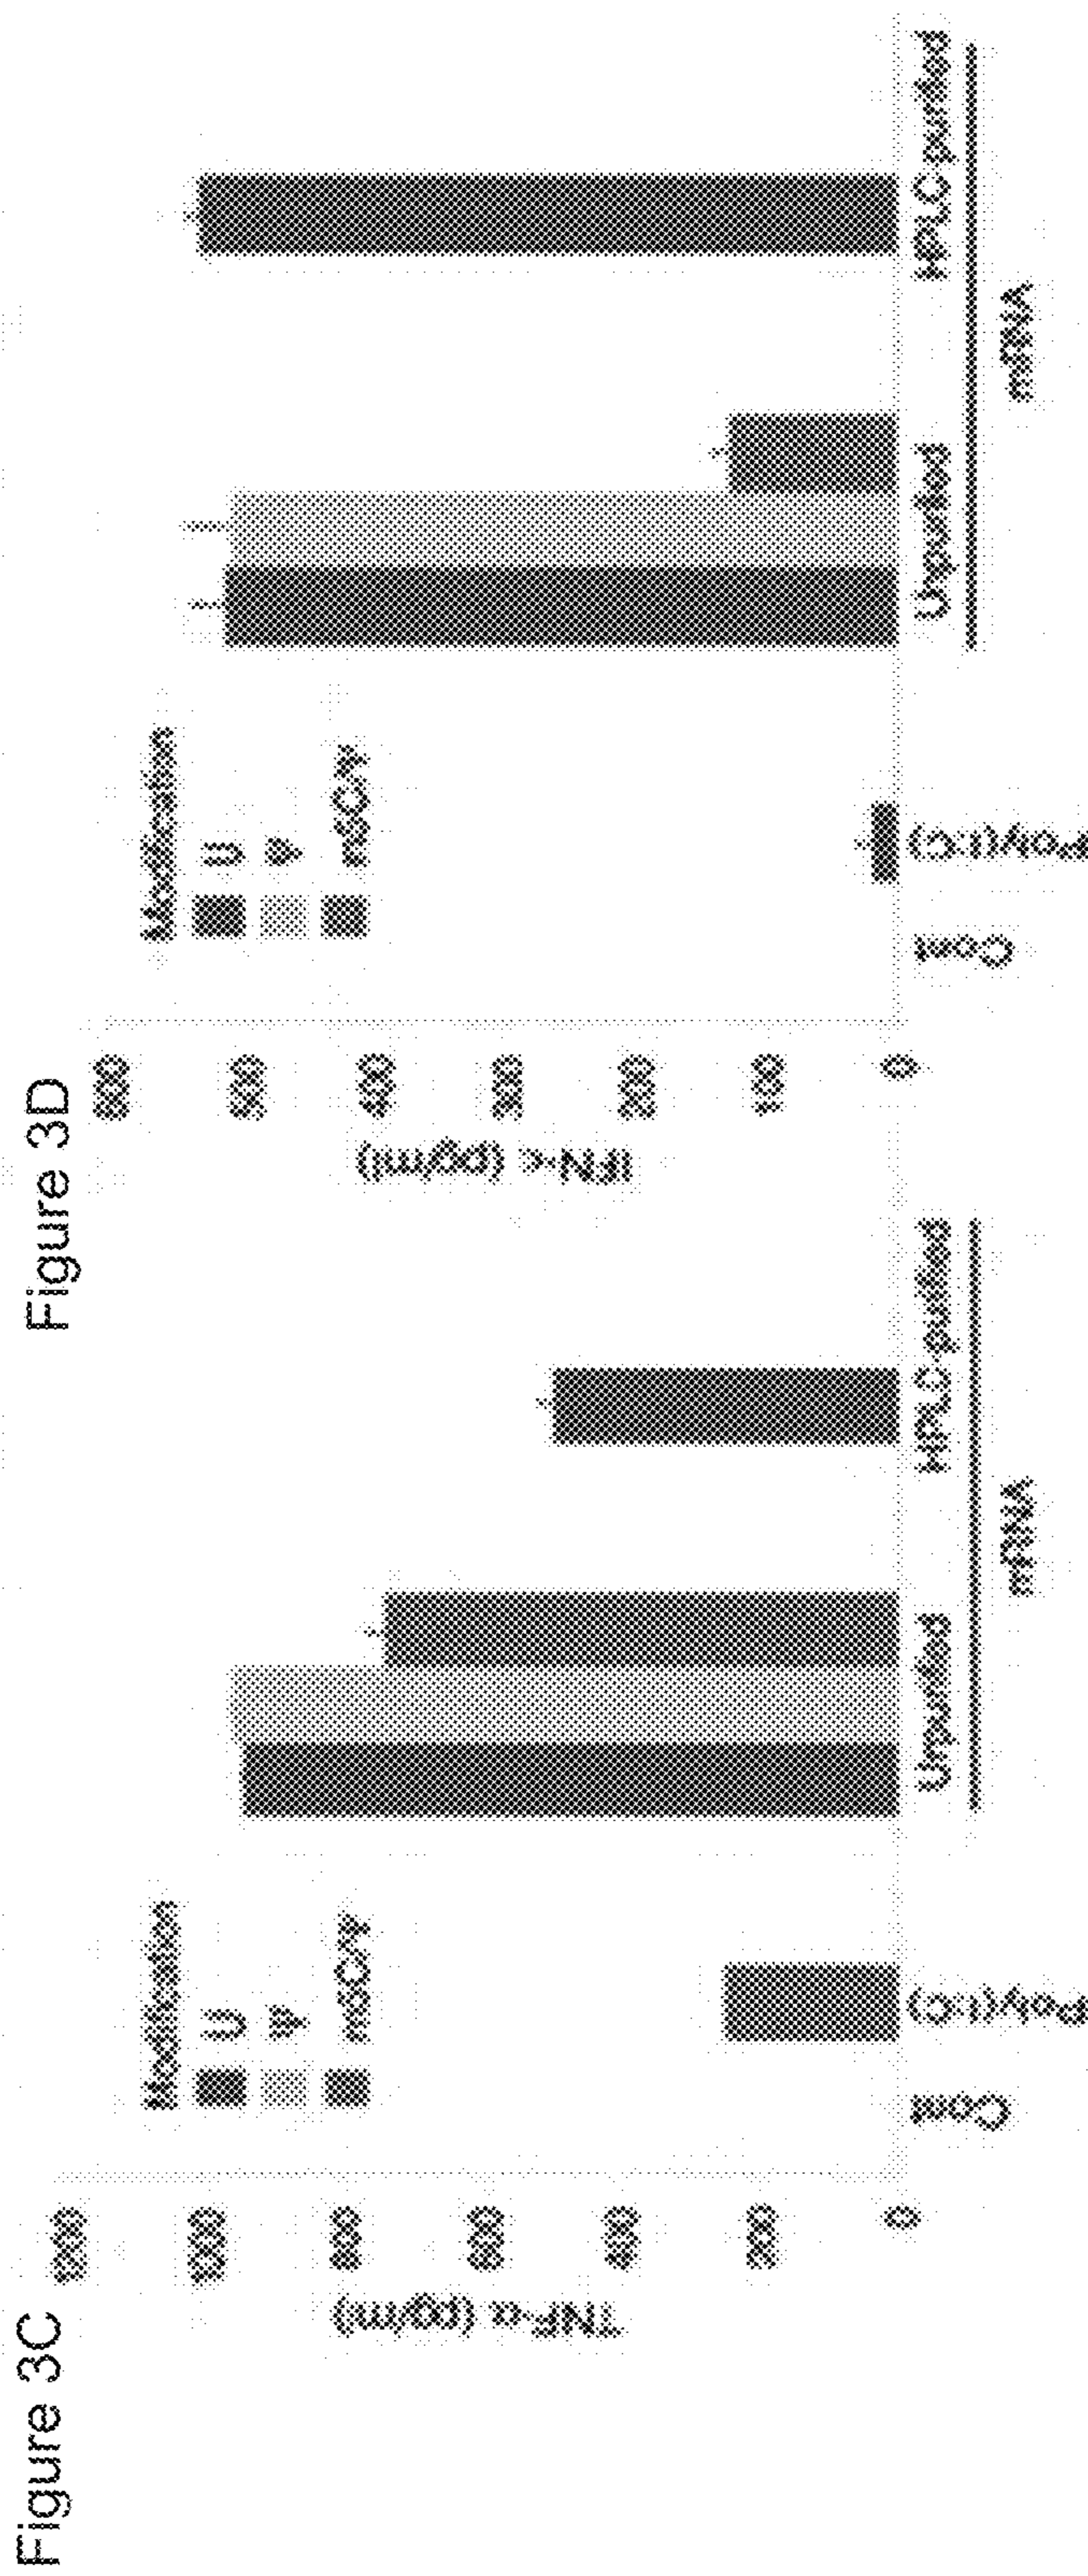 Figure 3C
TNF-α (pg/ml)
1200
1000
800
600
400
200
0
Modification
U
Ψ
m5C/Ψ
Cont
Poly(I:C)
Unpurified
HPLC-purified
mRNA
Figure 3D
(pg/ml)
600
500
400
300
200
100
0
Modification
U
Ψ
m5C/Ψ
Cont
Poly(I:C)
Unpurified
HPLC-purified
mRNA